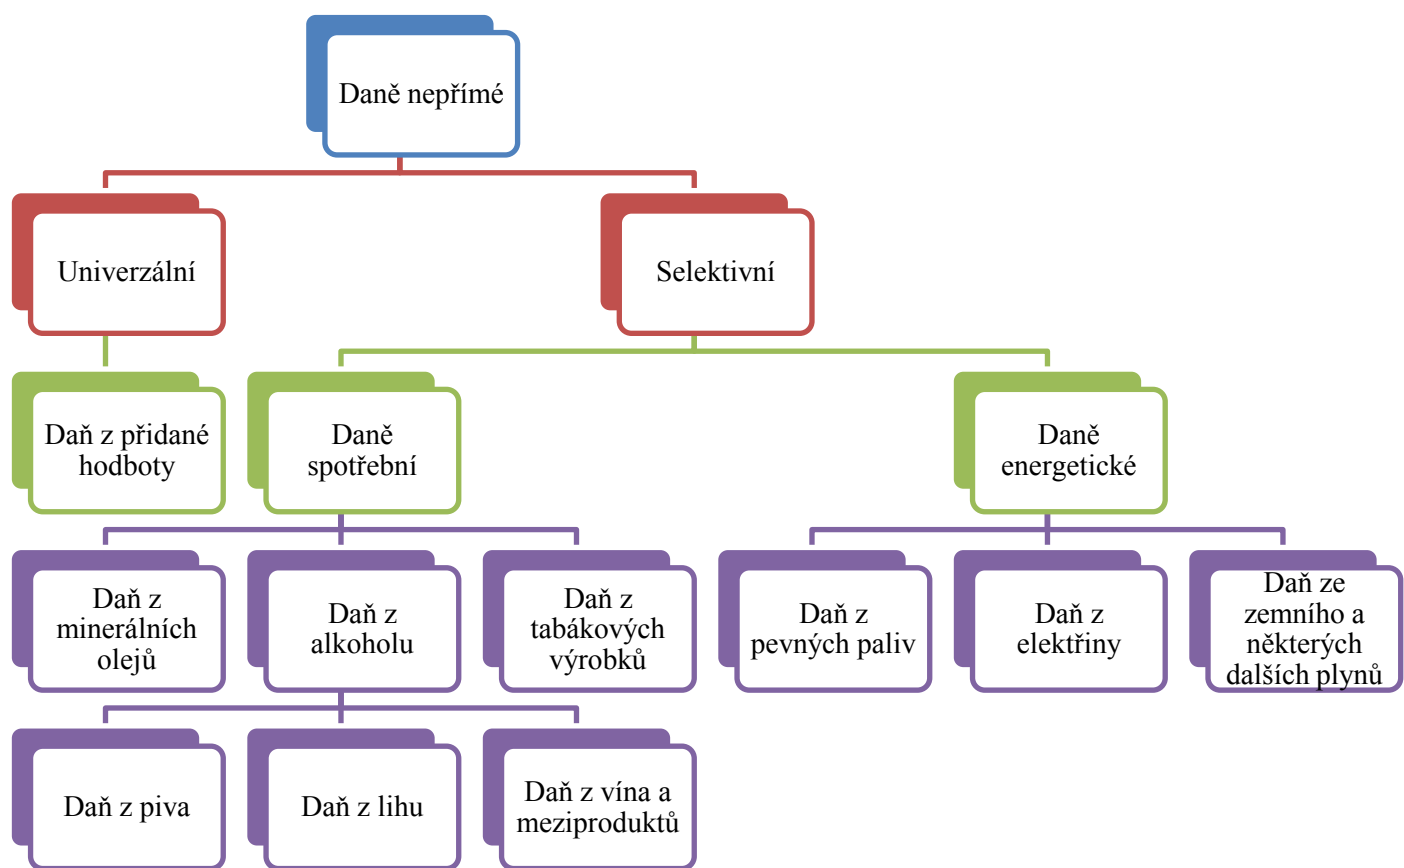 Daně nepřímé
Univerzální
Selektivní
Daň z přidané
hodboty
Daně
spotřební
Daně
energetické
Daň z
minerálních
olejů
Daň z
alkoholu
Daň z
tabákových
výrobků
Daň z
pevných paliv
Daň z
elektřiny
Daň ze
zemního a
některých
dalších plynů
Daň z piva
Daň z lihu
Daň z vína a
meziproduktů